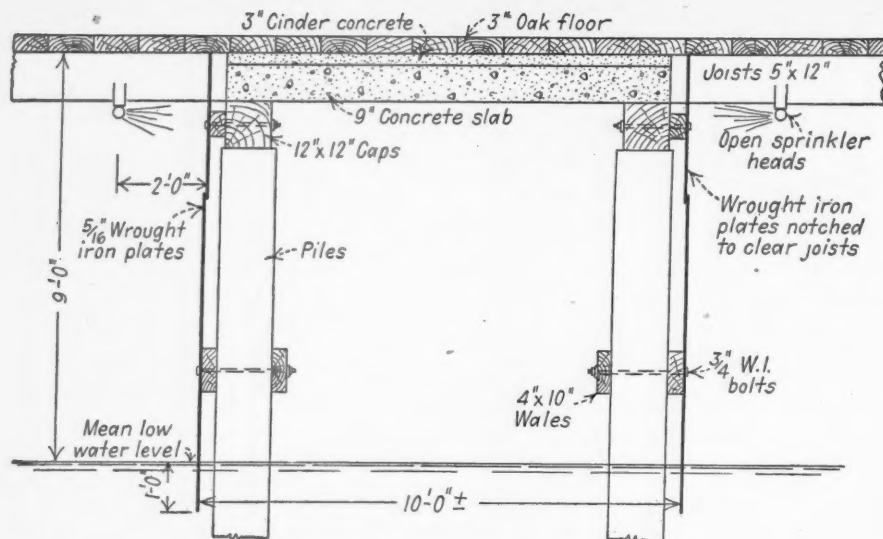 3" Cinder concrete
3" Oak floor
Joists 5"x 12"
9" Concrete slab
12"x 12" Caps
Open sprinkler
heads
2'-0"
5/16" Wrought
iron plates
Wrought iron
plates notched
to clear joists
Piles
9'-0"
3/4" W.I.
bolts
4"x 10"
Wales
Mean low
water level
1'-0"
10'-0" ±